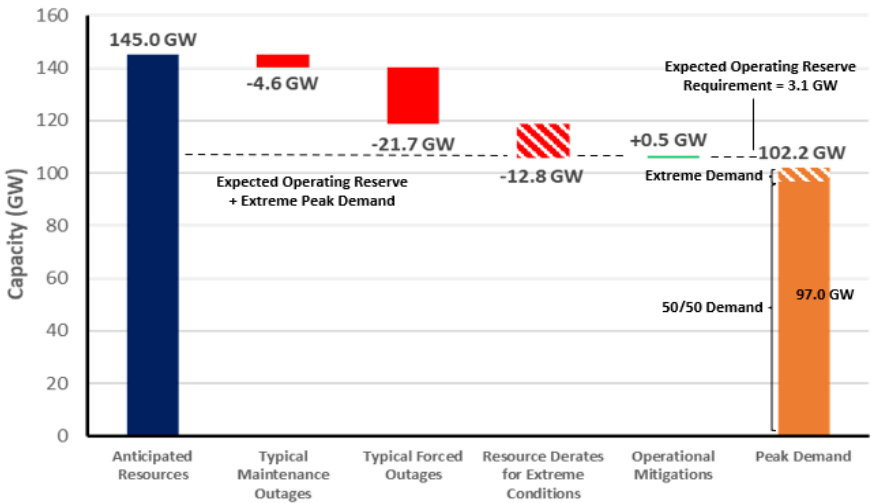 160
145.0 GW
140
-4.6 GW
Expected Operating Reserve
Requirement = 3.1 GW
120
-21.7 GW
+0.5 GW
102.2 GW
100
-12.8 GW
Extreme Demand
Expected Operating Reserve
+ Extreme Peak Demand
80
Capacity (GW)
60
97.0 GW
50/50 Demand
40
20
0
Anticipated
Resources
Typical
Maintenance
Outages
Typical Forced
Outages
Resource Derates
for Extreme
Conditions
Operational
Mitigations
Peak Demand